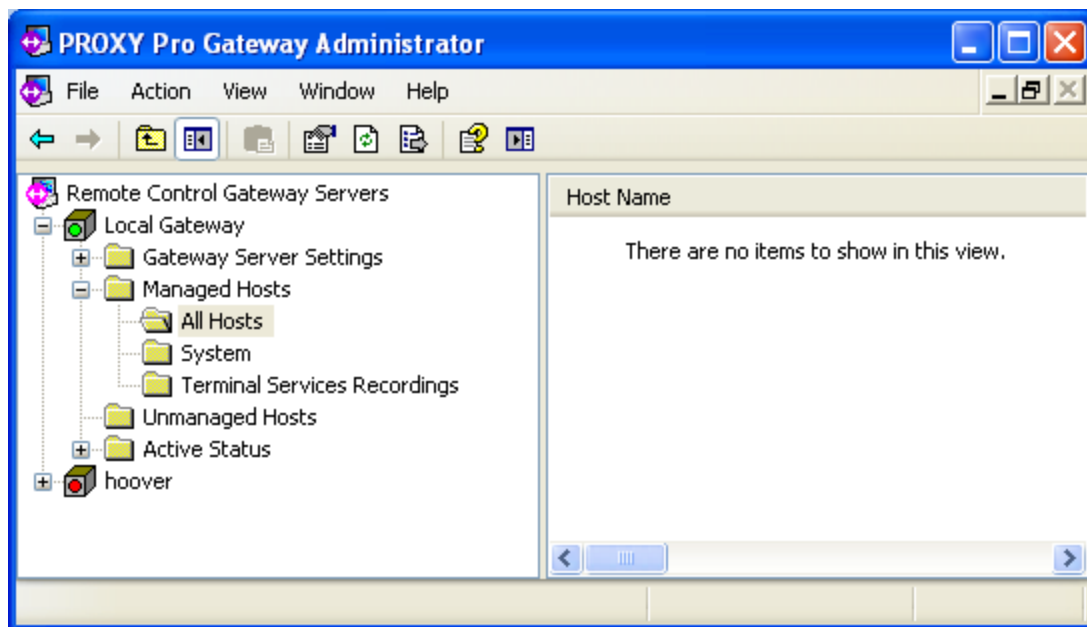 PROXY Pro Gateway Administrator
File Action View Window Help
Remote Control Gateway Servers
Local Gateway
Gateway Server Settings
Managed Hosts
All Hosts
System
Terminal Services Recordings
Unmanaged Hosts
Active Status
hoover
Host Name
There are no items to show in this view.